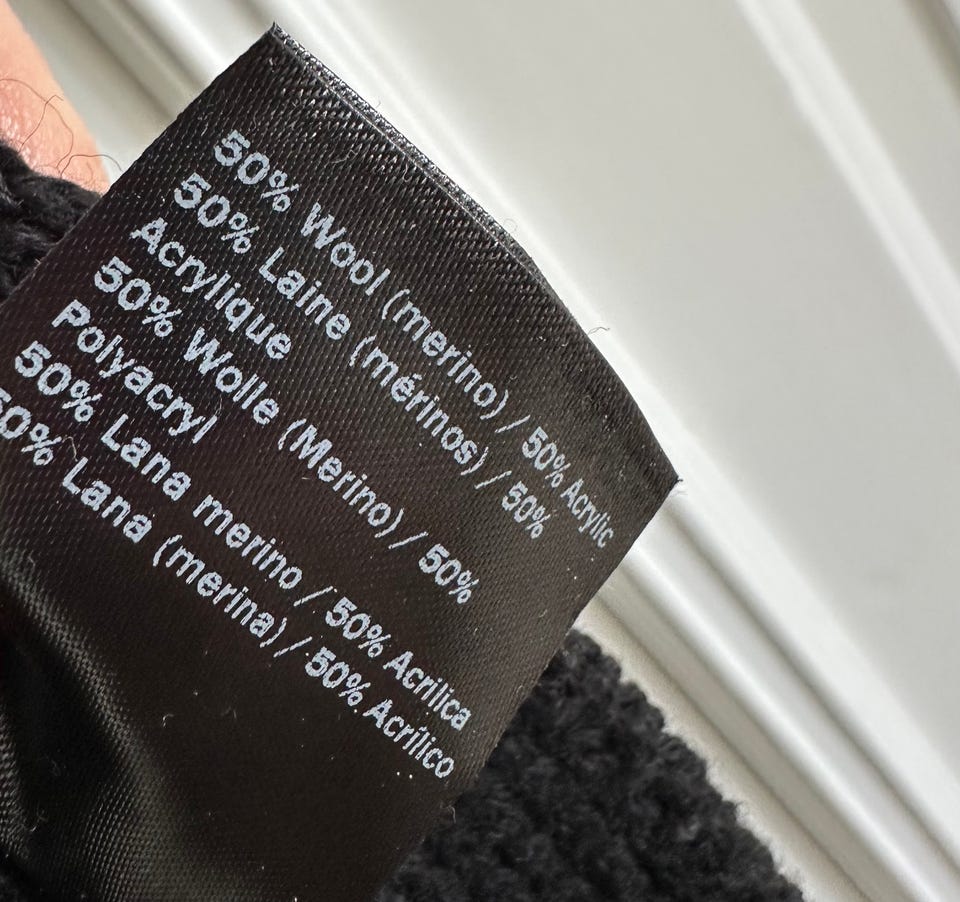 50% Wool (merino) / 50% Acrylic
50% Laine (mérinos) / 50%
Acrylique
50% Wolle (Merino) / 50%
Polyacryl
50% Lana merino / 50% Acrilica
50% Lana (merina) / 50% Acrílico